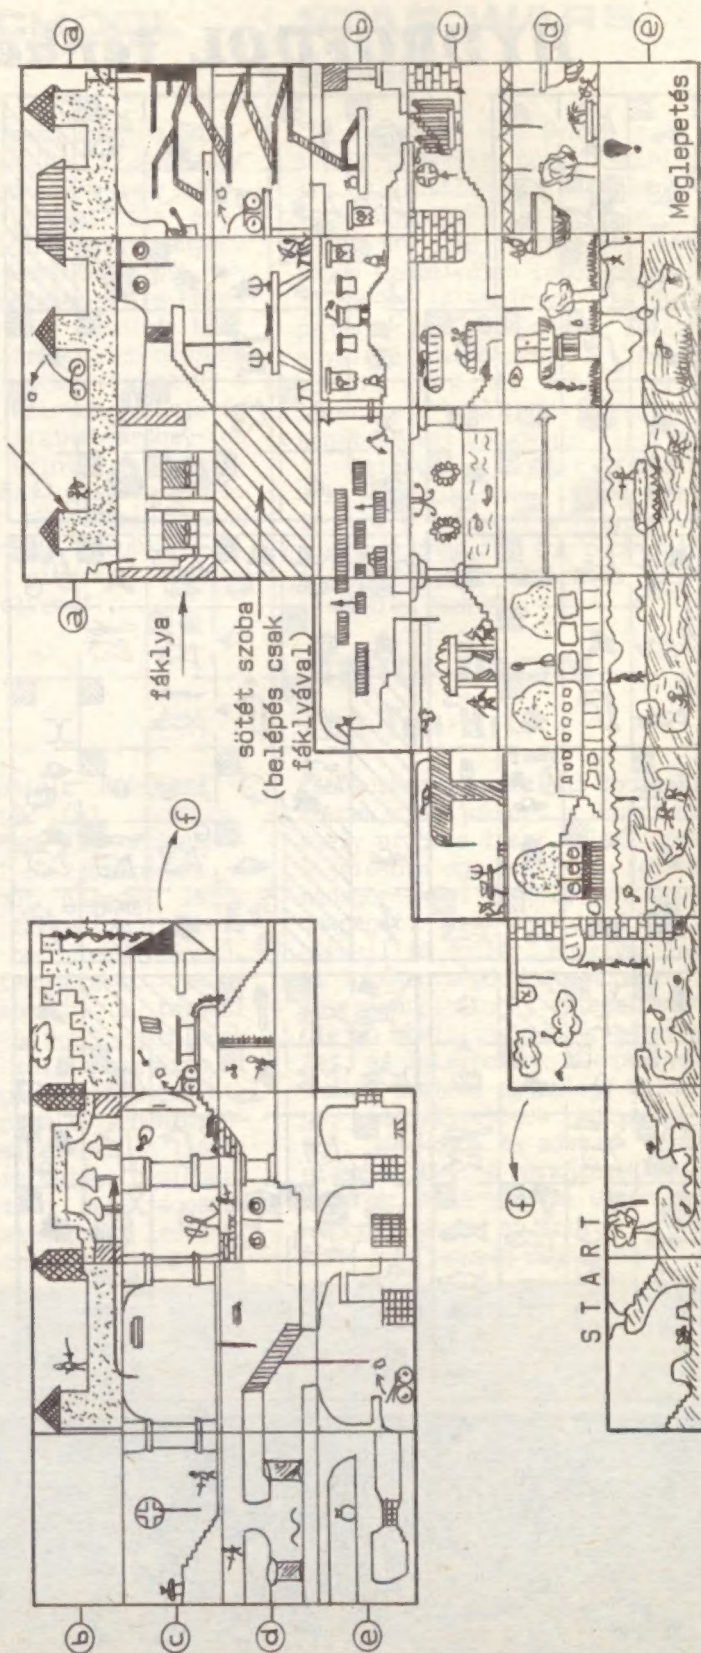 ⓐ
ⓑ
ⓒ
ⓓ
ⓔ
Meglepetés
ⓐ
fáklya
sötét szoba
(belépés csak
fáklyával)
ⓕ
ⓕ
START
ⓑ
ⓒ
ⓓ
ⓔ